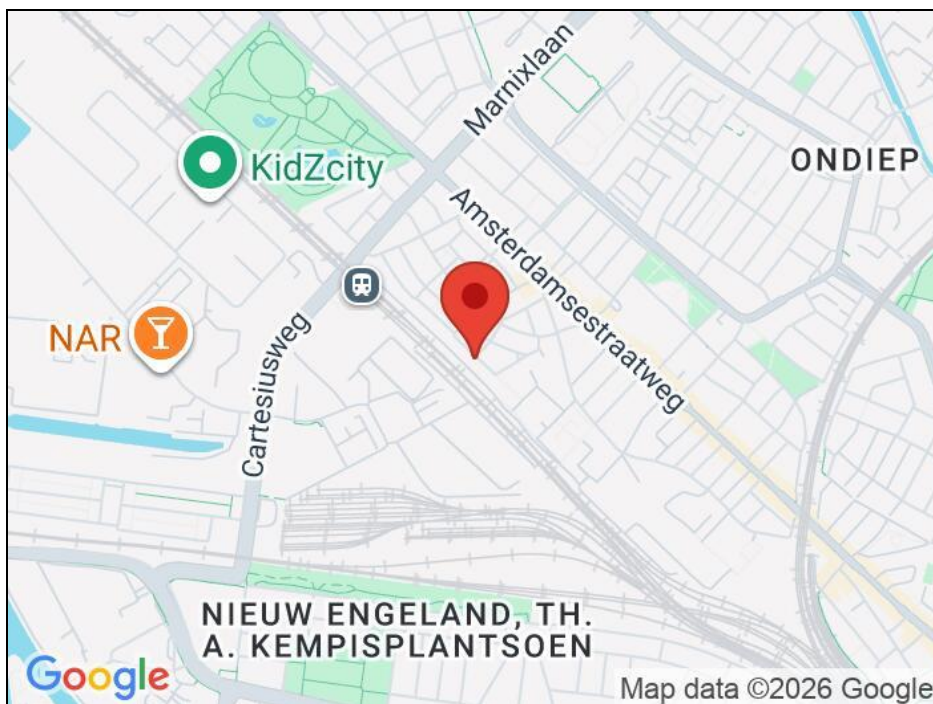 Marnixlaan
ONDIEP
KidZcity
Amsterdamsestraatweg
NAR
Cartesiusweg
NIEUW ENGELAND, TH.
A. KEMPISPLANTSOEN
Google
Map data ©2026 Google